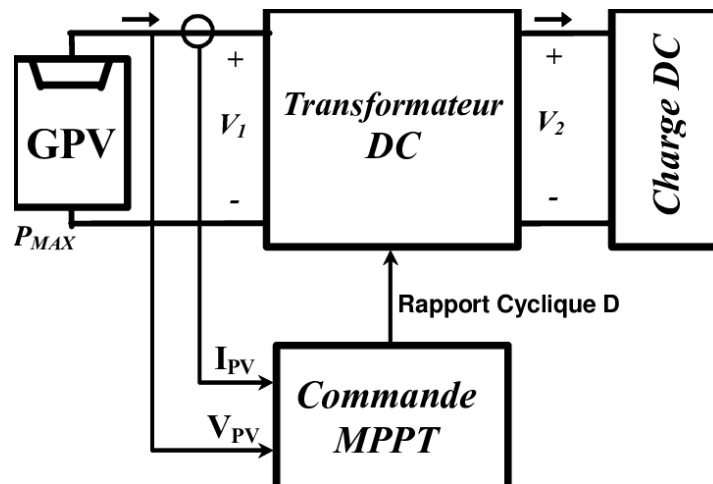 GPV
P_MAX
+
V_1
-
Transformateur
DC
+
V_2
-
Charge DC
Rapport Cyclique D
I_PV
V_PV
Commande
MPPT